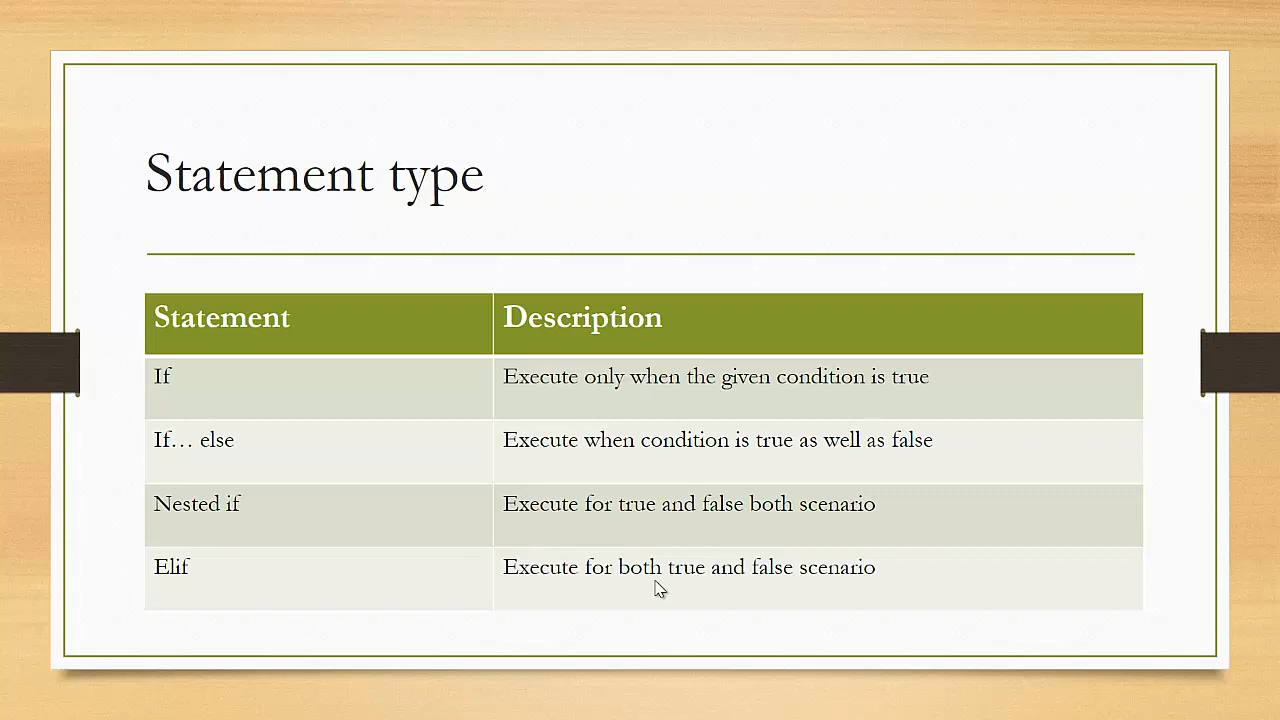 Statement type
Statement Description
If Execute only when the given condition is true
If… else Execute when condition is true as well as false
Nested if Execute for true and false both scenario
Elif Execute for both true and false scenario